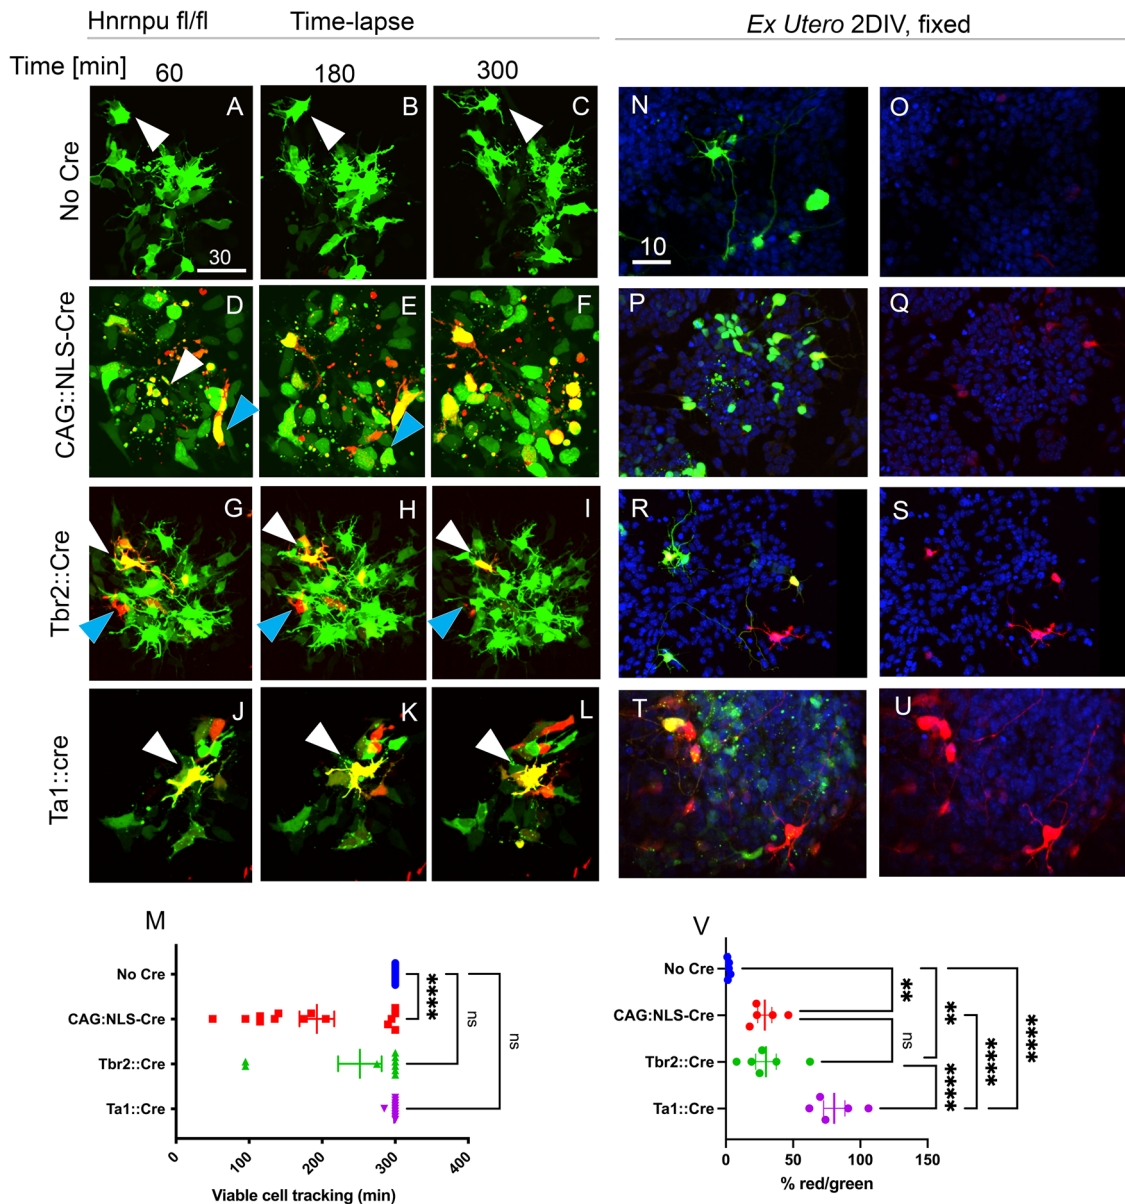 Hnrnpu fl/fl Time-lapse Ex Utero 2DIV, fixed
Time [min] 60 180 300
No Cre A B C N O
30 10
CAG::NLS-Cre D E F P Q
Tbr2::Cre G H I R S
Ta1::cre J K L T U
M
No Cre
CAG:NLS-Cre
Tbr2::Cre
Ta1::Cre
**** ns ns
0 100 200 300 400
Viable cell tracking (min)
V
No Cre
CAG:NLS-Cre
Tbr2::Cre
Ta1::Cre
** ns ** **** **** ****
0 50 100 150
% red/green